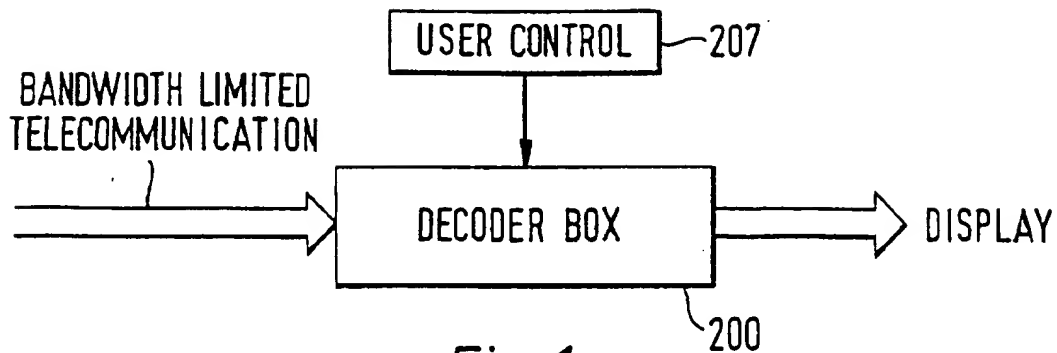 USER CONTROL
207
BANDWIDTH LIMITED
TELECOMMUNICATION
DECODER BOX
DISPLAY
200